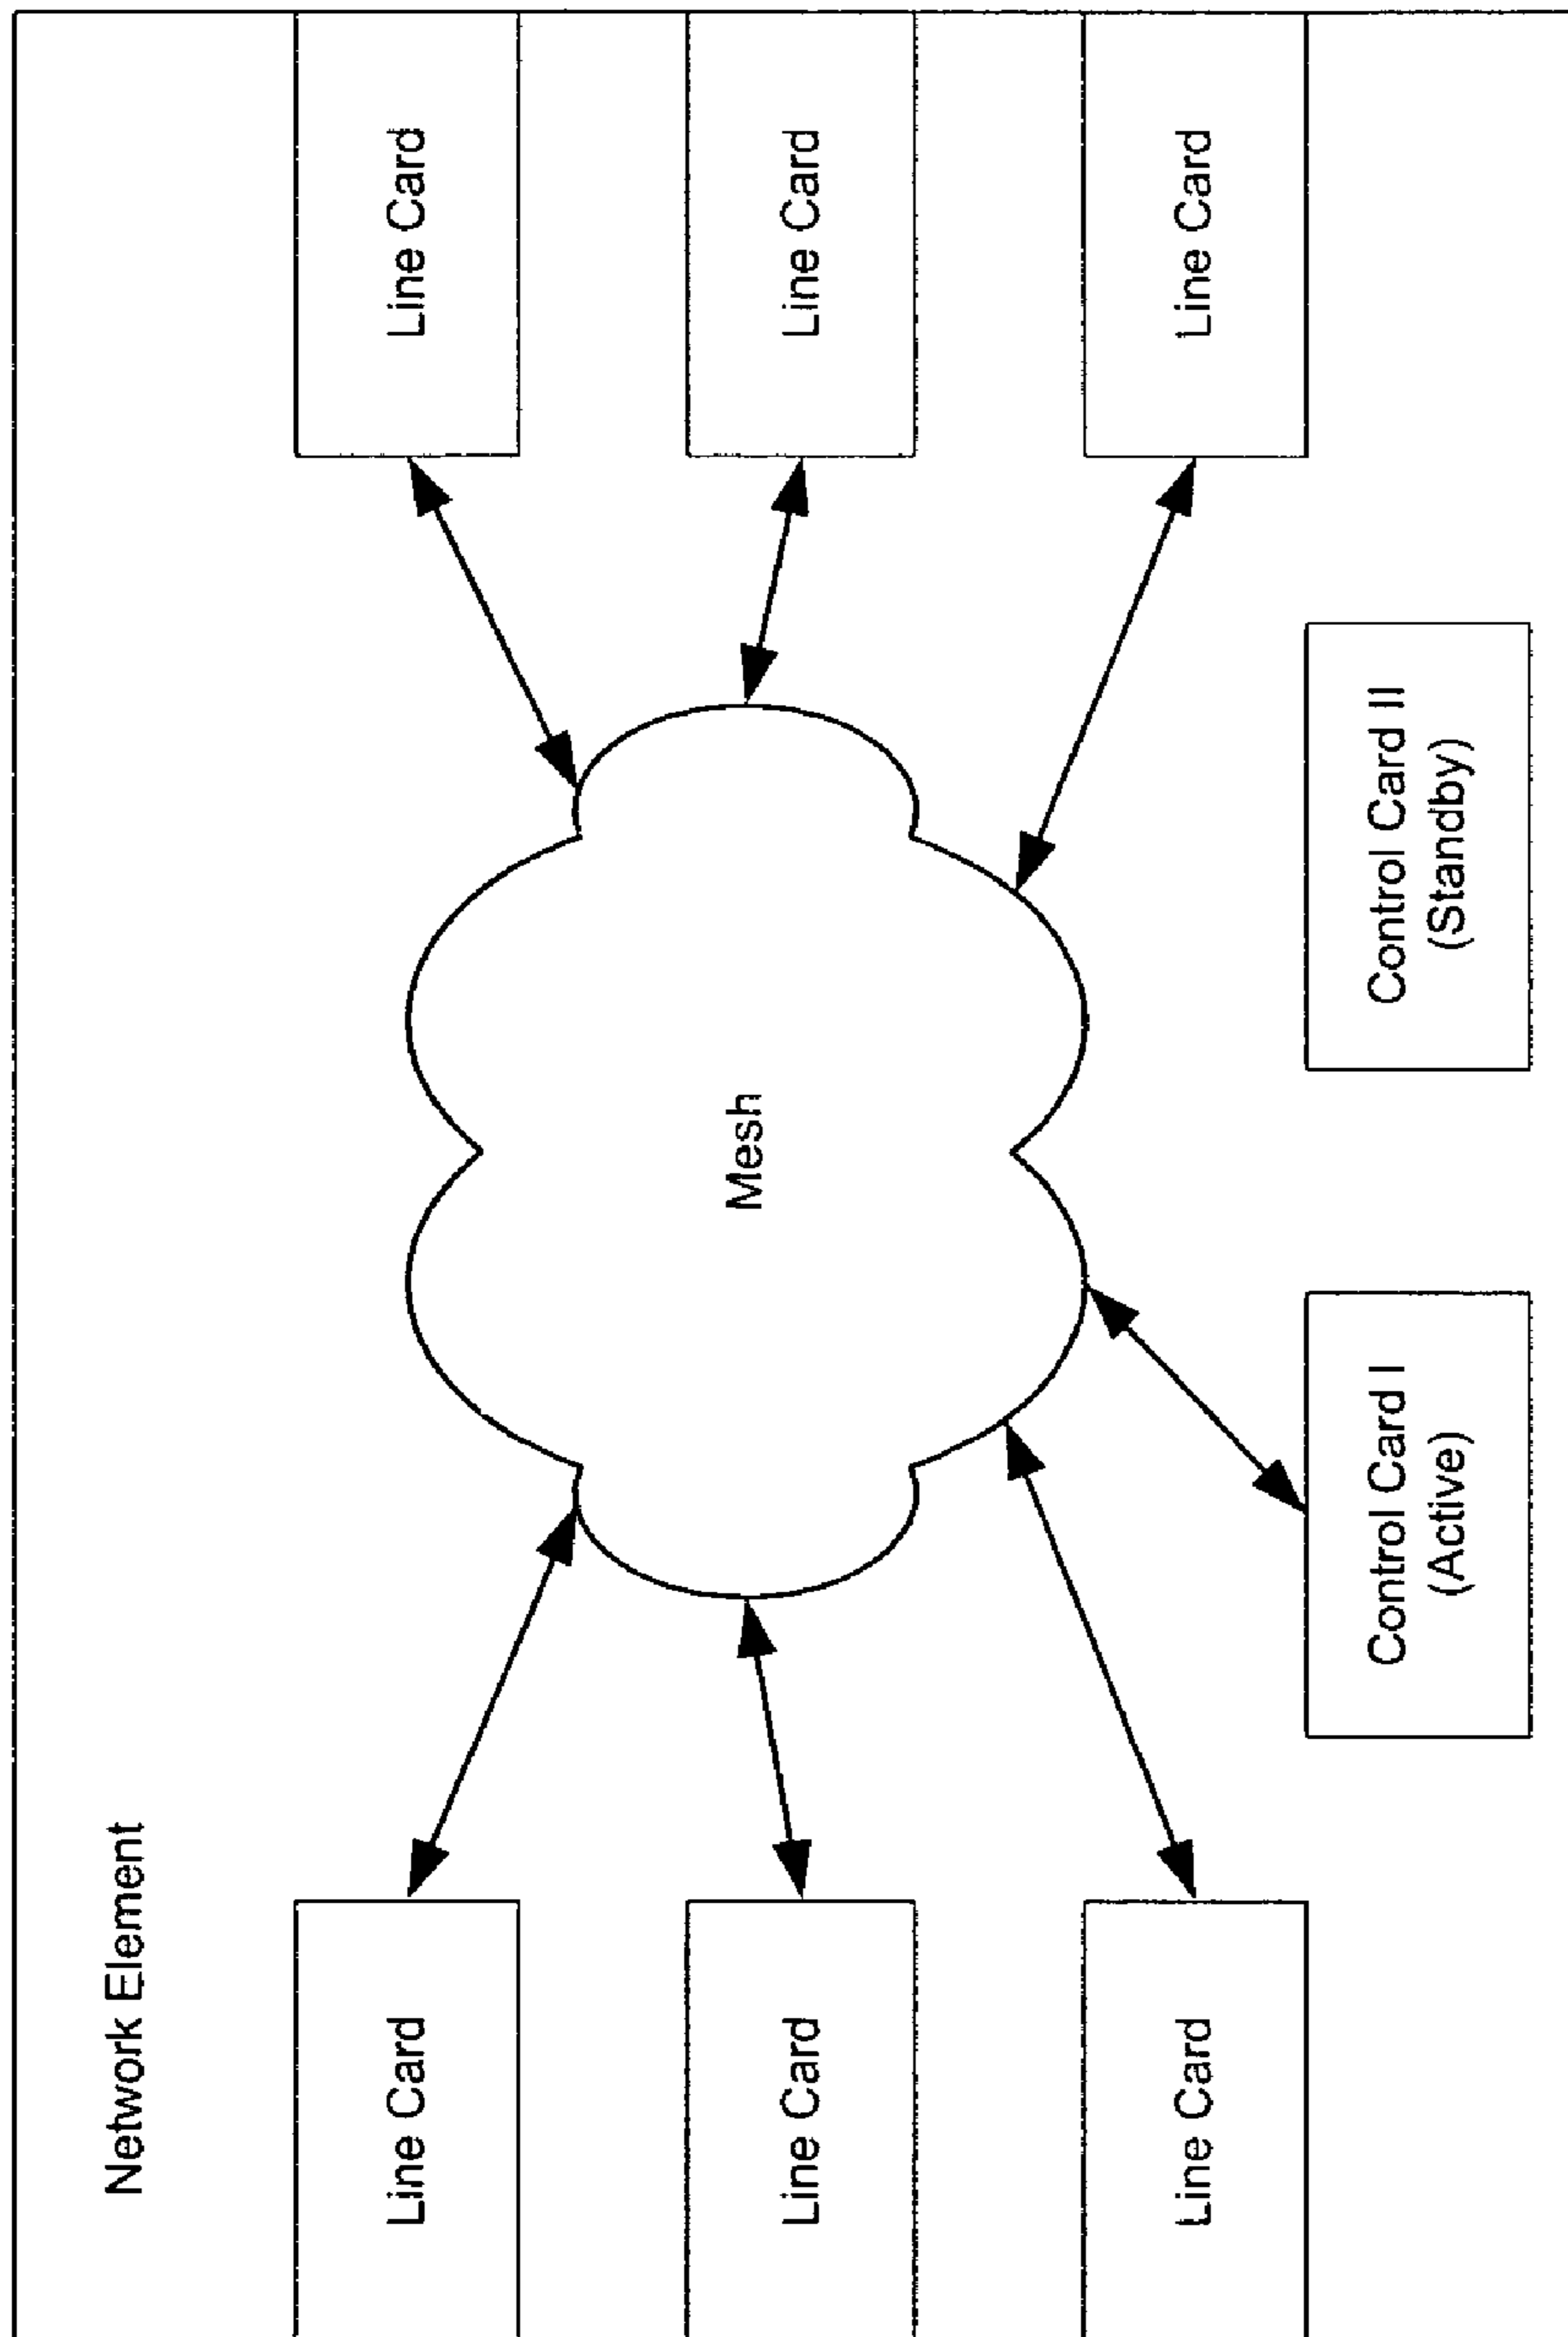 Network Element
Line Card
Line Card
Line Card
Line Card
Mesh
Line Card
Line Card
Control Card I
(Active)
Control Card II
(Standby)